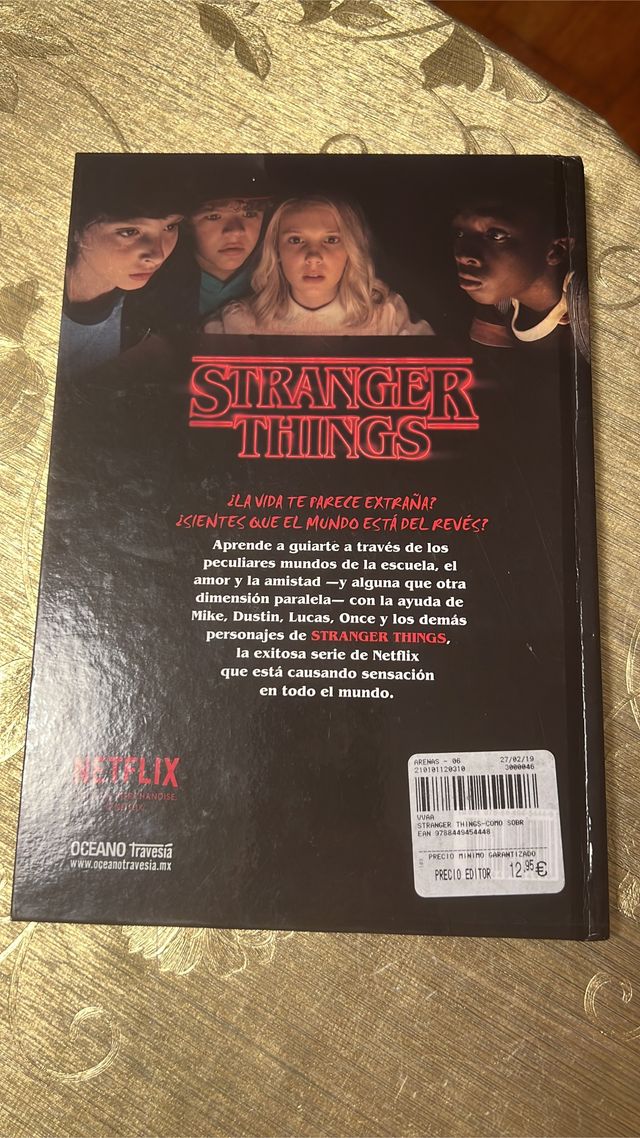 STRANGER
THINGS
¿LA VIDA TE PARECE EXTRAÑA?
¿SIENTES QUE EL MUNDO ESTÁ DEL REVÉS?
Aprende a guiarte a través de los
peculiares mundos de la escuela, el
amor y la amistad —y alguna que otra
dimensión paralela— con la ayuda de
Mike, Dustin, Lucas, Once y los demás
personajes de STRANGER THINGS,
la exitosa serie de Netflix
que está causando sensación
en todo el mundo.
NETFLIX
OCEANO Travesía
www.oceanotravesia.mx
ARENAS - 06 27/02/19
210101120310 3000046
VVAA
STRANGER THINGS-COMO SOBR
EAN 9788449454448
PRECIO MINIMO GARANTIZADO
PRECIO EDITOR 12,95€